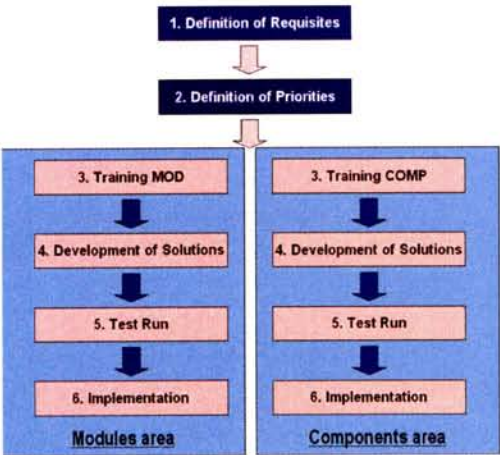 1. Definition of Requisites
2. Definition of Priorities
3. Training MOD
4. Development of Solutions
5. Test Run
6. Implementation
Modules area
3. Training COMP
4. Development of Solutions
5. Test Run
6. Implementation
Components area